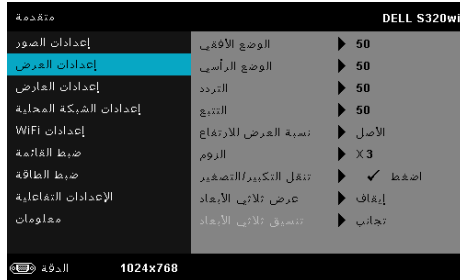 متقدمة
DELL S320wi
إعدادات الصور
إعدادات العرض
إعدادات العارض
إعدادات الشبكة المحلية
إعدادات WiFi
ضبط القائمة
ضبط الطاقة
الإعدادات التفاعلية
معلومات
الوضع الأفقي 50
الوضع الرأسي 50
التردد 50
التتبع 50
نسبة العرض للارتفاع الأصل
الزوم X 3
تنقل التكبير/التصغير اضغط ✓
عرض ثلاثي الأبعاد إيقاف
تنسيق ثلاثي الأبعاد تجانب
الدقة 1024x768